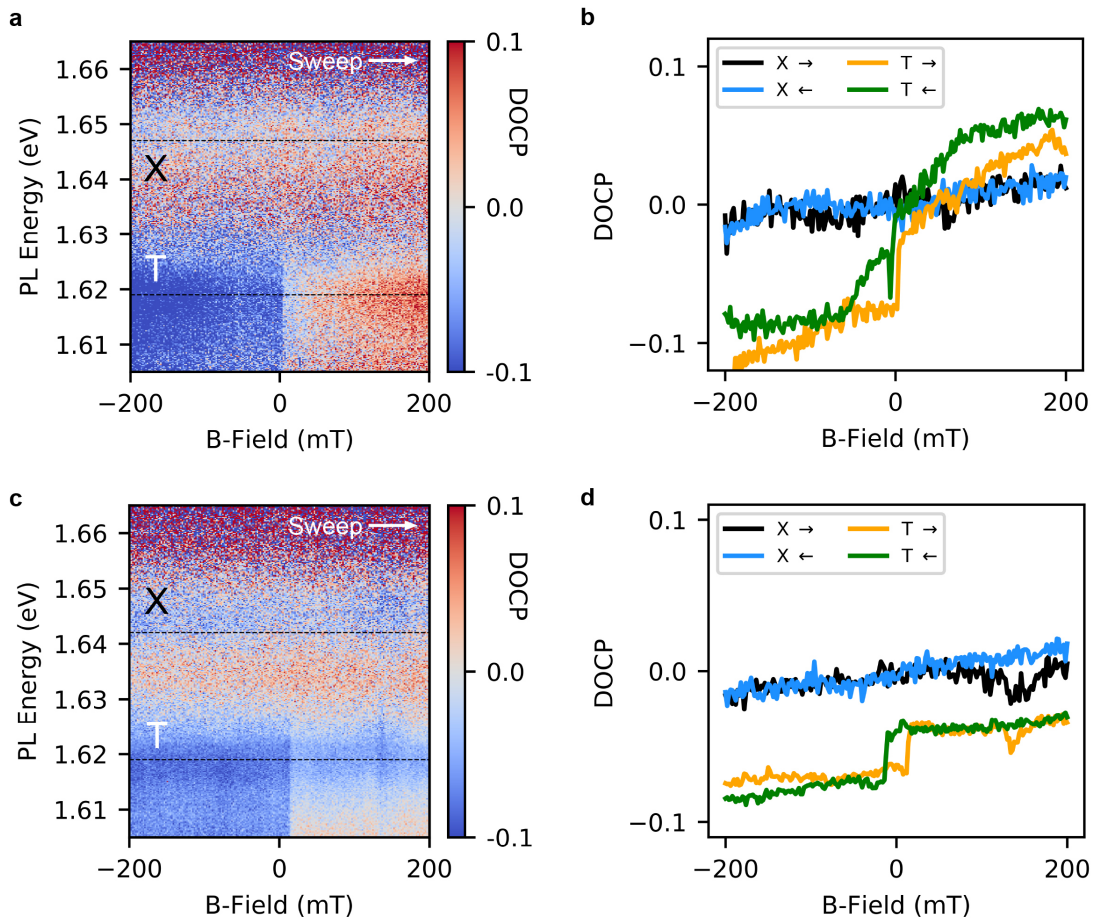 a
Sweep
X
T
1.66
1.65
1.64
1.63
1.62
1.61
PL Energy (eV)
−200
0
200
B-Field (mT)
0.1
0.0
-0.1
DOCP
b
X →
X ←
T →
T ←
0.1
0.0
−0.1
DOCP
−200
0
200
B-Field (mT)
c
Sweep
X
T
1.66
1.65
1.64
1.63
1.62
1.61
PL Energy (eV)
−200
0
200
B-Field (mT)
0.1
0.0
-0.1
DOCP
d
X →
X ←
T →
T ←
0.1
0.0
−0.1
DOCP
−200
0
200
B-Field (mT)